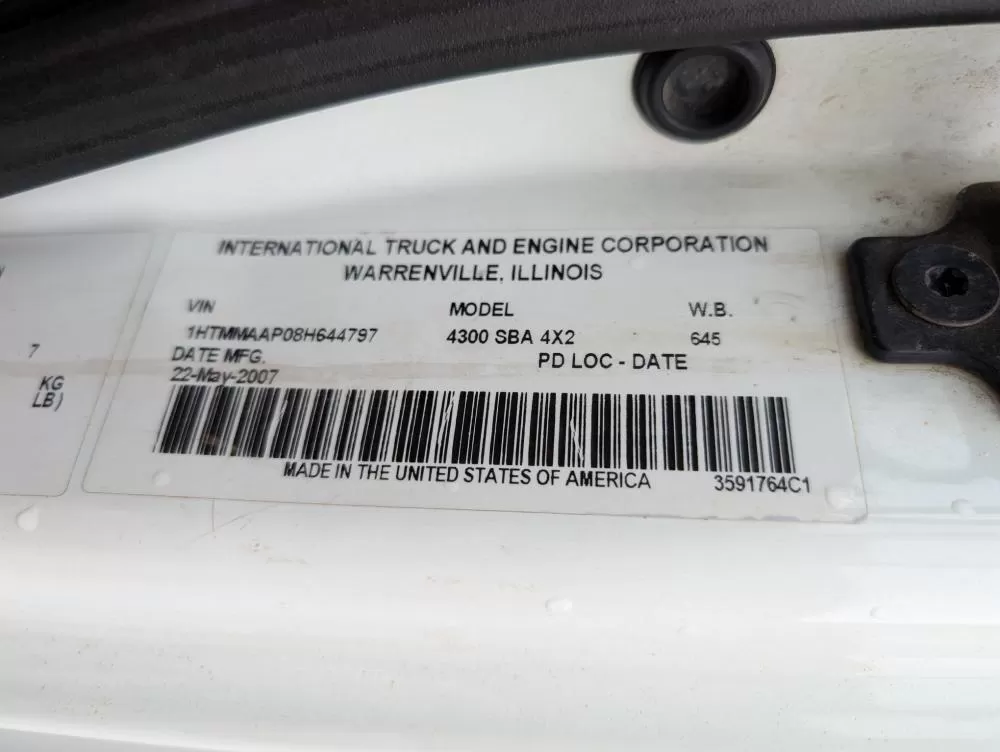 INTERNATIONAL TRUCK AND ENGINE CORPORATION
WARRENVILLE, ILLINOIS
VIN MODEL W.B.
1HTMMAAP08H644797 4300 SBA 4X2 645
DATE MFG. PD LOC - DATE
22-May-2007
MADE IN THE UNITED STATES OF AMERICA 3591764C1
7
KG
LB)